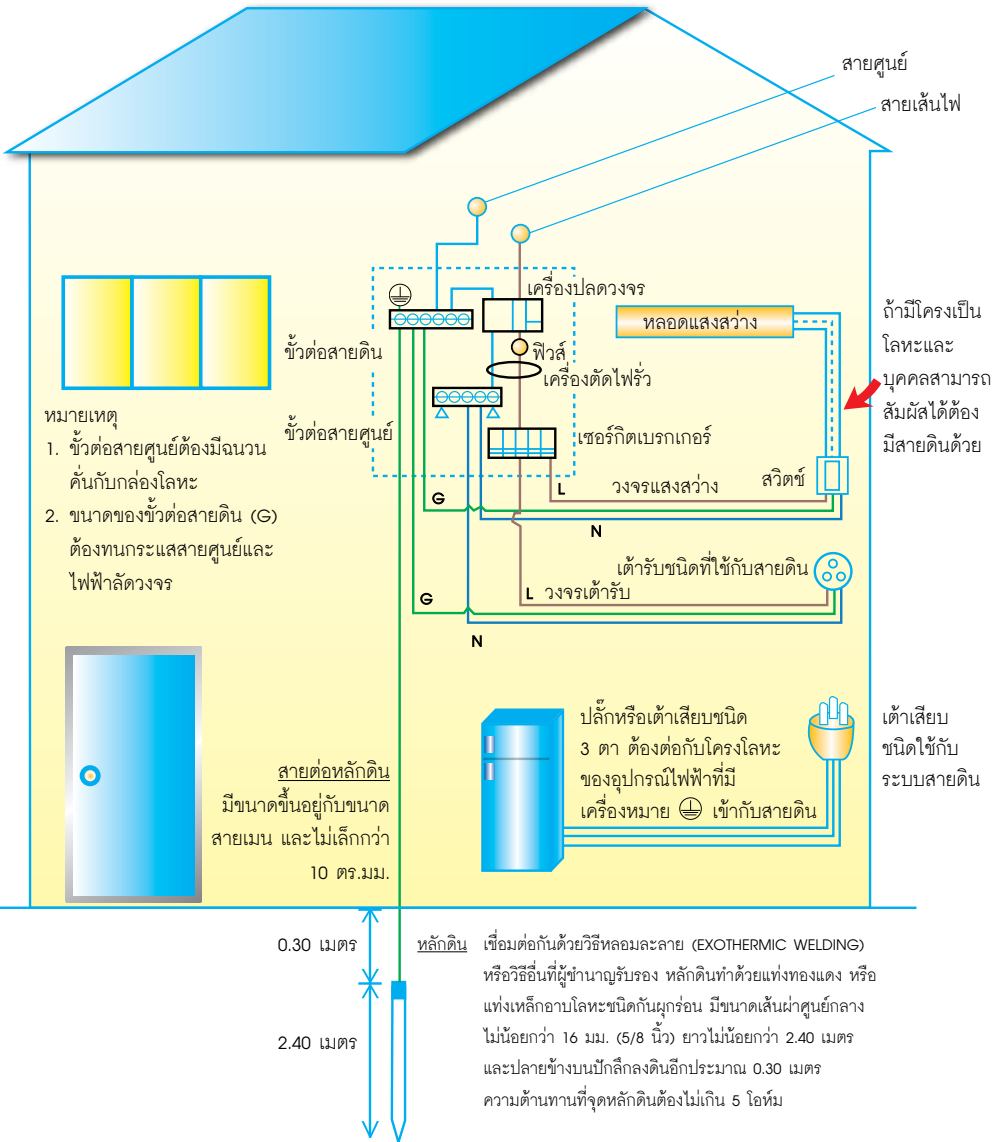 สายศูนย์
สายเส้นไฟ
เครื่องปลดวงจร
หลอดแสงสว่าง
ถ้ามีโครงเป็น
โลหะและ
บุคคลสามารถ
สัมผัสได้ต้อง
มีสายดินด้วย
ขั้วต่อสายดิน
ฟิวส์
เครื่องตัดไฟรั่ว
ขั้วต่อสายศูนย์
เซอร์กิตเบรกเกอร์
หมายเหตุ
1. ขั้วต่อสายศูนย์ต้องมีฉนวน
คั่นกับกล่องโลหะ
2. ขนาดของขั้วต่อสายดิน (G)
ต้องทนกระแสสายศูนย์และ
ไฟฟ้าลัดวงจร
G
L
วงจรแสงสว่าง
สวิตช์
N
เต้ารับชนิดที่ใช้กับสายดิน
G
L วงจรเต้ารับ
N
ปลั๊กหรือเต้าเสียบชนิด
3 ตา ต้องต่อกับโครงโลหะ
ของอุปกรณ์ไฟฟ้าที่มี
เครื่องหมาย ⏚ เข้ากับสายดิน
เต้าเสียบ
ชนิดใช้กับ
ระบบสายดิน
สายต่อหลักดิน
มีขนาดขึ้นอยู่กับขนาด
สายเมน และไม่เล็กกว่า
10 ตร.มม.
0.30 เมตร
2.40 เมตร
หลักดิน เชื่อมต่อกันด้วยวิธีหลอมละลาย (EXOTHERMIC WELDING)
หรือวิธีอื่นที่ผู้ชำนาญรับรอง หลักดินทำด้วยแท่งทองแดง หรือ
แท่งเหล็กอาบโลหะชนิดกันผุกร่อน มีขนาดเส้นผ่าศูนย์กลาง
ไม่น้อยกว่า 16 มม. (5/8 นิ้ว) ยาวไม่น้อยกว่า 2.40 เมตร
และปลายข้างบนปักลึกลงดินอีกประมาณ 0.30 เมตร
ความต้านทานที่จุดหลักดินต้องไม่เกิน 5 โอห์ม